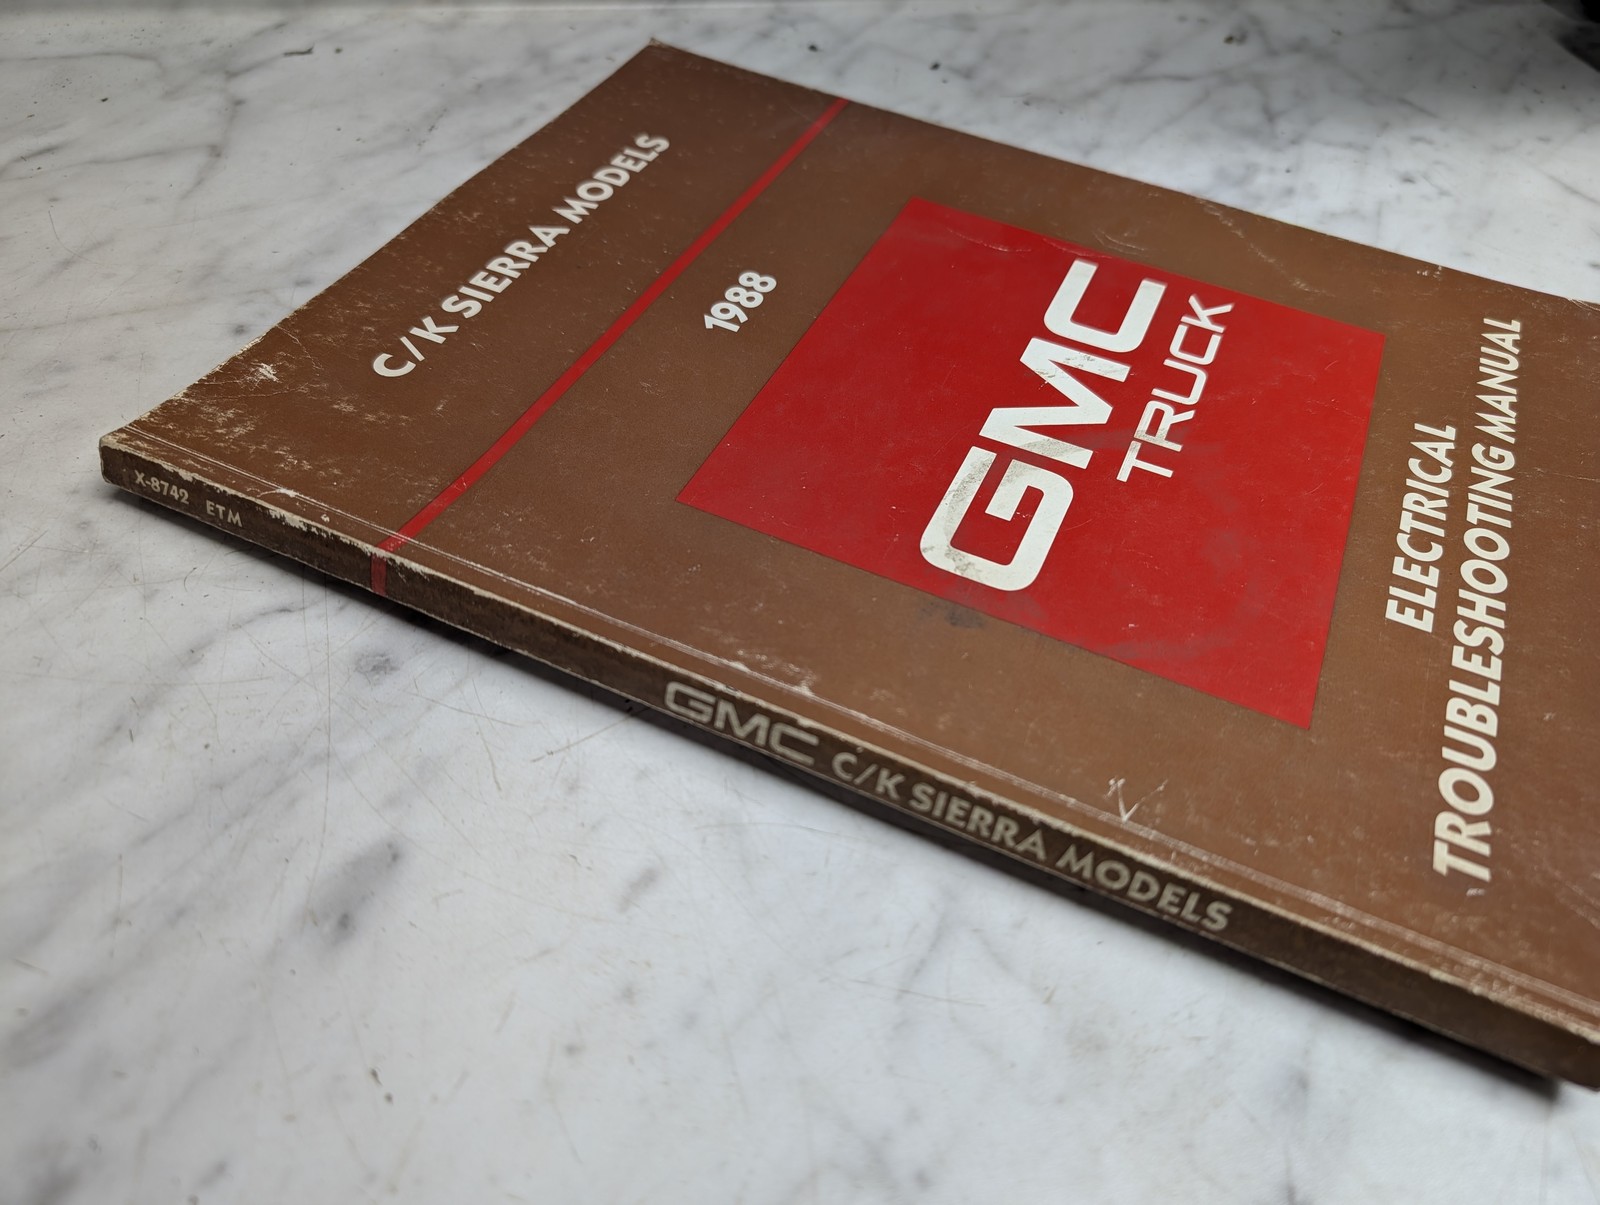 C/K SIERRA MODELS
1988
GMC
TRUCK
ELECTRICAL
TROUBLESHOOTING MANUAL
X-8742 ETM
GMC C/K SIERRA MODELS